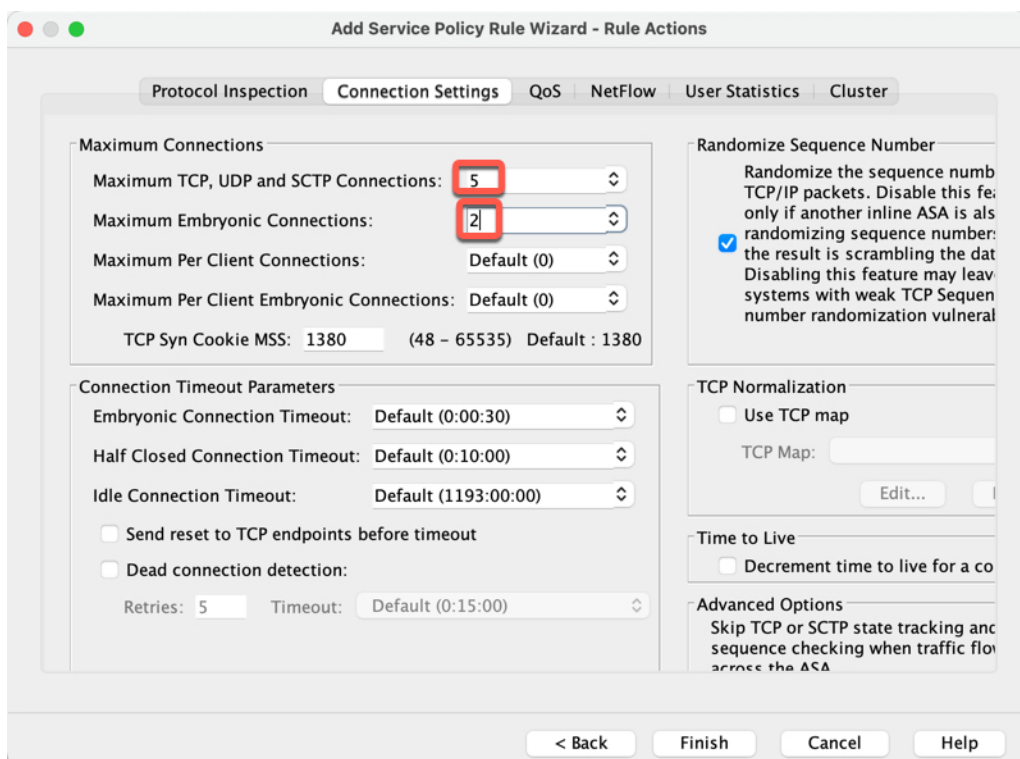 Add Service Policy Rule Wizard - Rule Actions
Protocol Inspection Connection Settings QoS NetFlow User Statistics Cluster
Maximum Connections
Maximum TCP, UDP and SCTP Connections: 5
Maximum Embryonic Connections: 2
Maximum Per Client Connections: Default (0)
Maximum Per Client Embryonic Connections: Default (0)
TCP Syn Cookie MSS: 1380 (48 - 65535) Default : 1380
Randomize Sequence Number
Randomize the sequence numb
TCP/IP packets. Disable this fea
only if another inline ASA is als
randomizing sequence number
the result is scrambling the dat
Disabling this feature may leav
systems with weak TCP Sequen
number randomization vulneral
Connection Timeout Parameters
Embryonic Connection Timeout: Default (0:00:30)
Half Closed Connection Timeout: Default (0:10:00)
Idle Connection Timeout: Default (1193:00:00)
Send reset to TCP endpoints before timeout
Dead connection detection:
Retries: 5 Timeout: Default (0:15:00)
TCP Normalization
Use TCP map
TCP Map:
Edit...
Time to Live
Decrement time to live for a co
Advanced Options
Skip TCP or SCTP state tracking and
sequence checking when traffic flo
across the ASA
< Back Finish Cancel Help